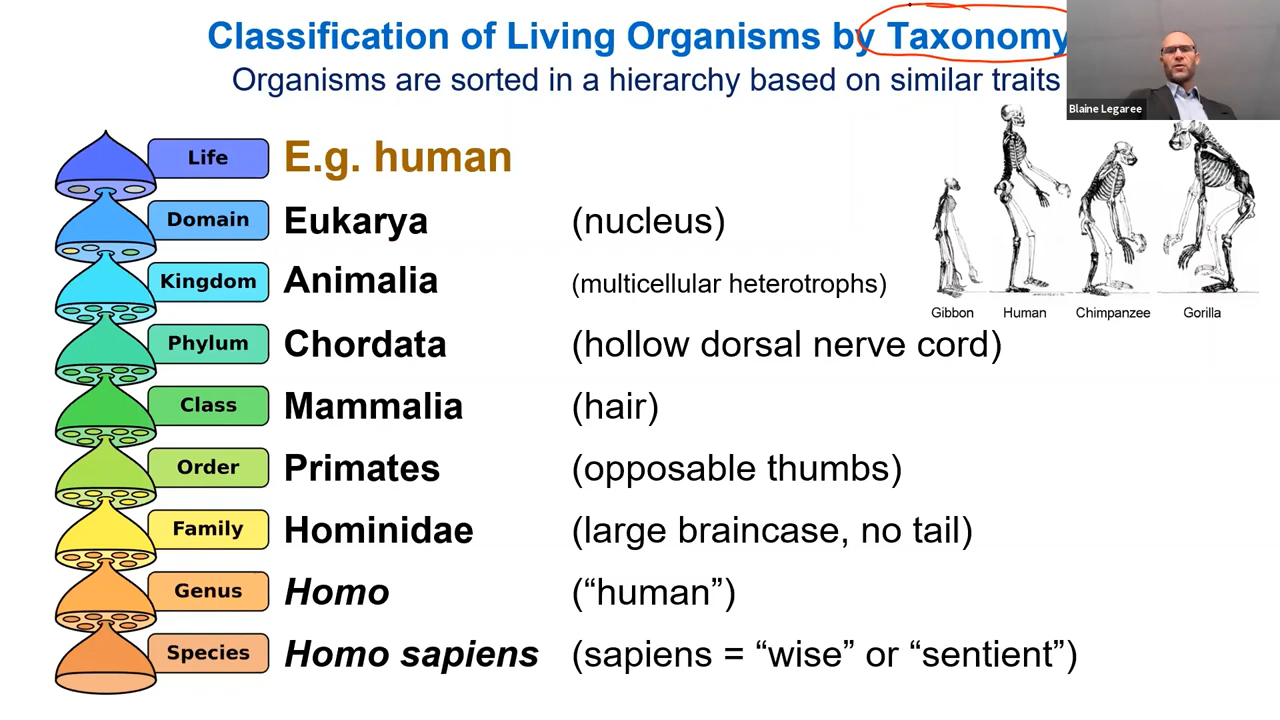 Classification of Living Organisms by Taxonomy
Organisms are sorted in a hierarchy based on similar traits
Blaine Legaree
Life E.g. human
Domain Eukarya (nucleus)
Kingdom Animalia (multicellular heterotrophs)
Gibbon Human Chimpanzee Gorilla
Phylum Chordata (hollow dorsal nerve cord)
Class Mammalia (hair)
Order Primates (opposable thumbs)
Family Hominidae (large braincase, no tail)
Genus Homo (“human”)
Species Homo sapiens (sapiens = “wise” or “sentient”)